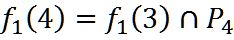 f₁(4) = f₁(3) ∩ P₄